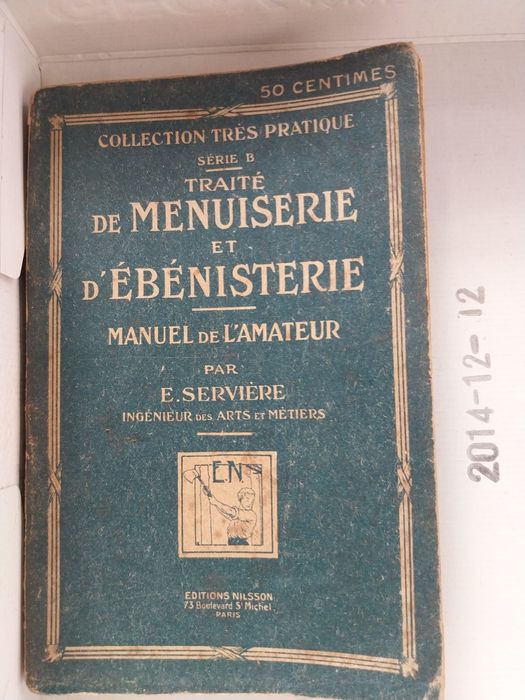 50 CENTIMES
COLLECTION TRÈS PRATIQUE
SÉRIE B
TRAITÉ
DE MENUISERIE
ET
D'ÉBÉNISTERIE
MANUEL DE L'AMATEUR
PAR
E. SERVIÈRE
INGÉNIEUR DES ARTS ET MÉTIERS
E.N.
EDITIONS NILSSON
73 Boulevard St Michel
PARIS
2014-12-12